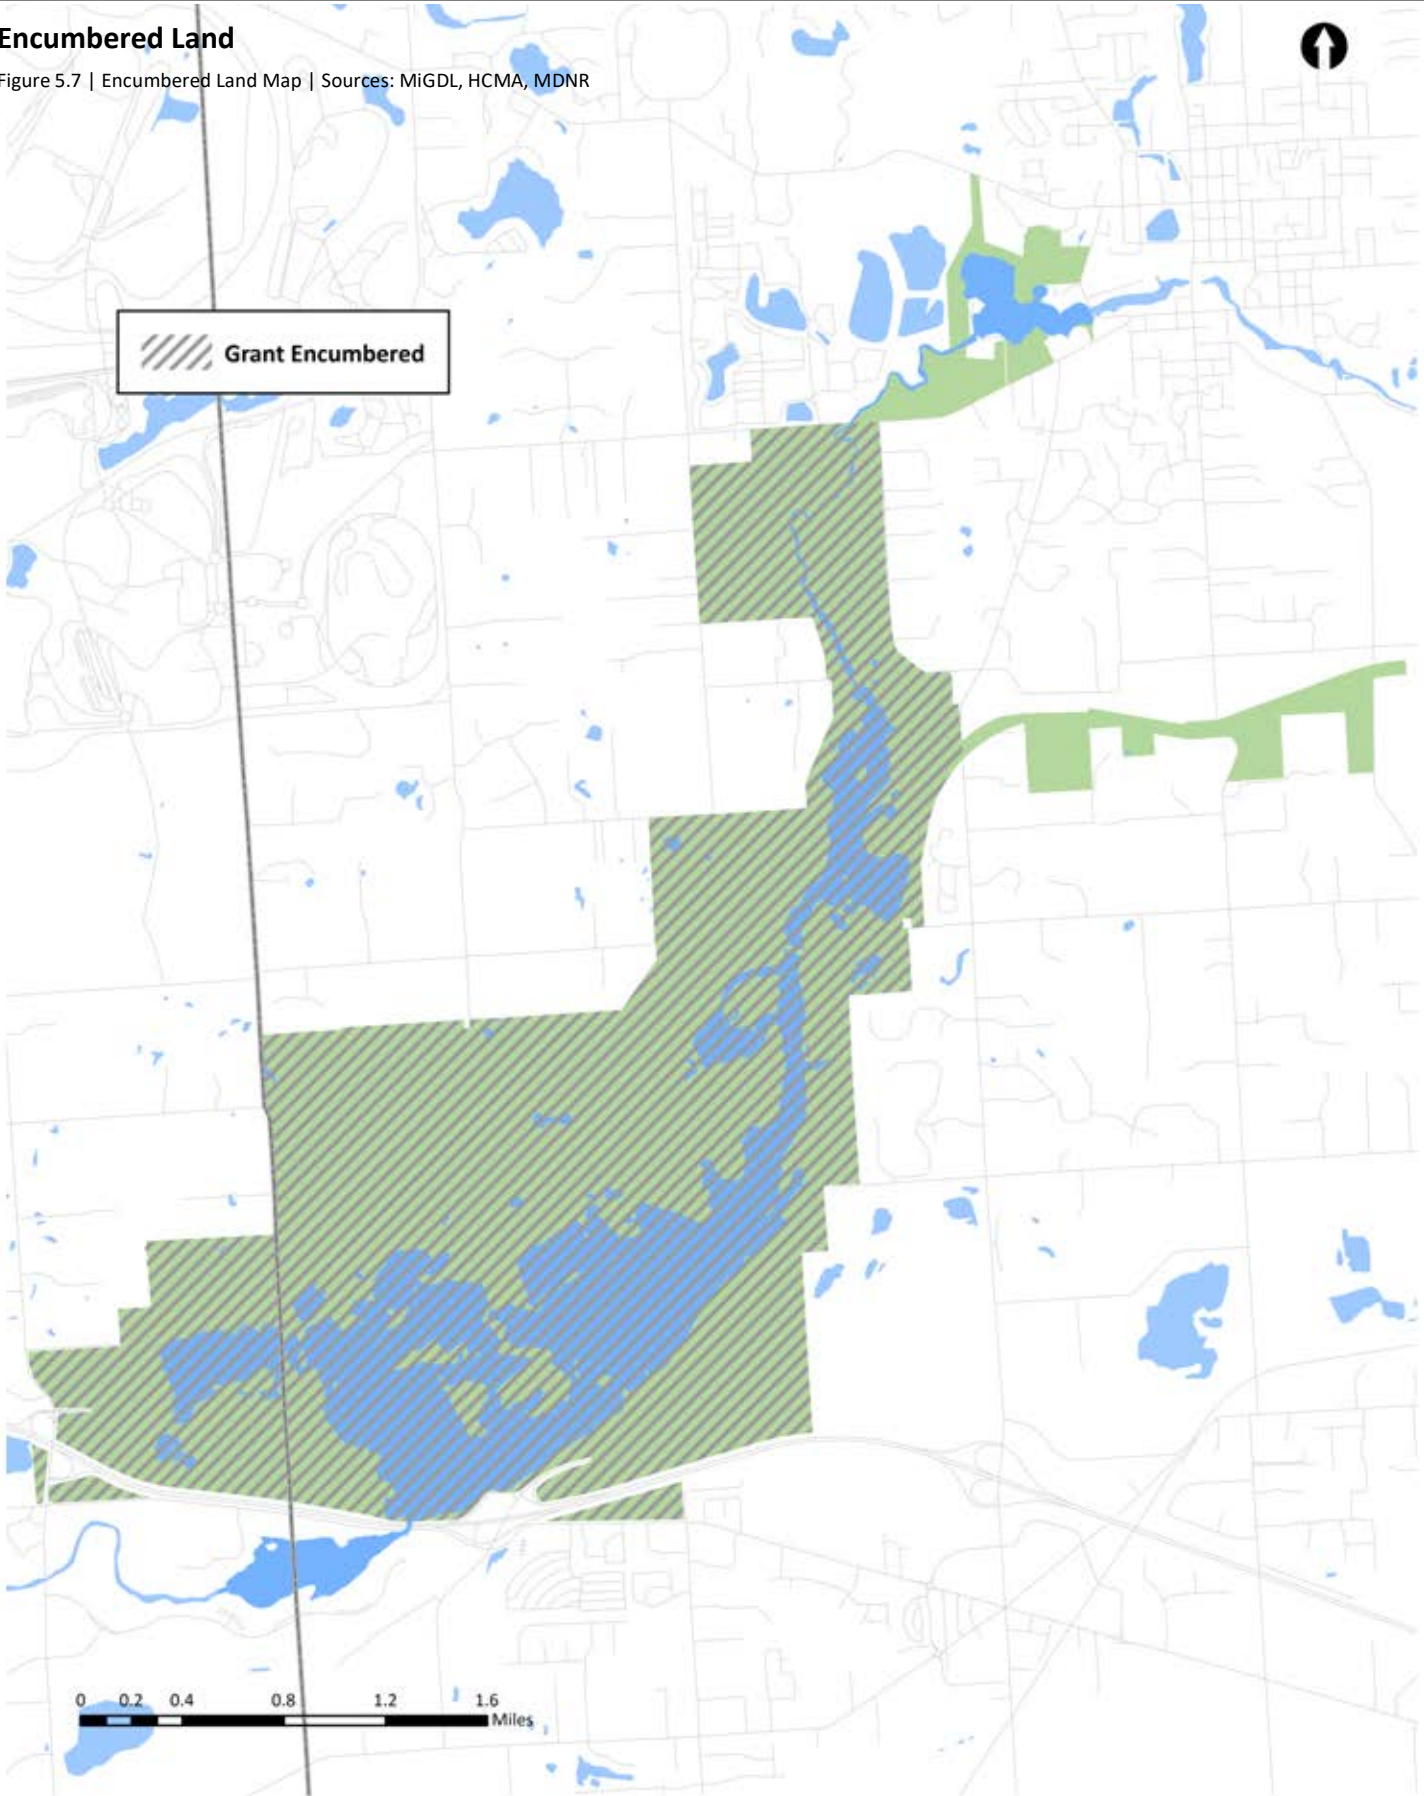 Encumbered Land
Figure 5.7 | Encumbered Land Map | Sources: MiGDL, HCMA, MDNR
Grant Encumbered
0 0.2 0.4 0.8 1.2 1.6
Miles